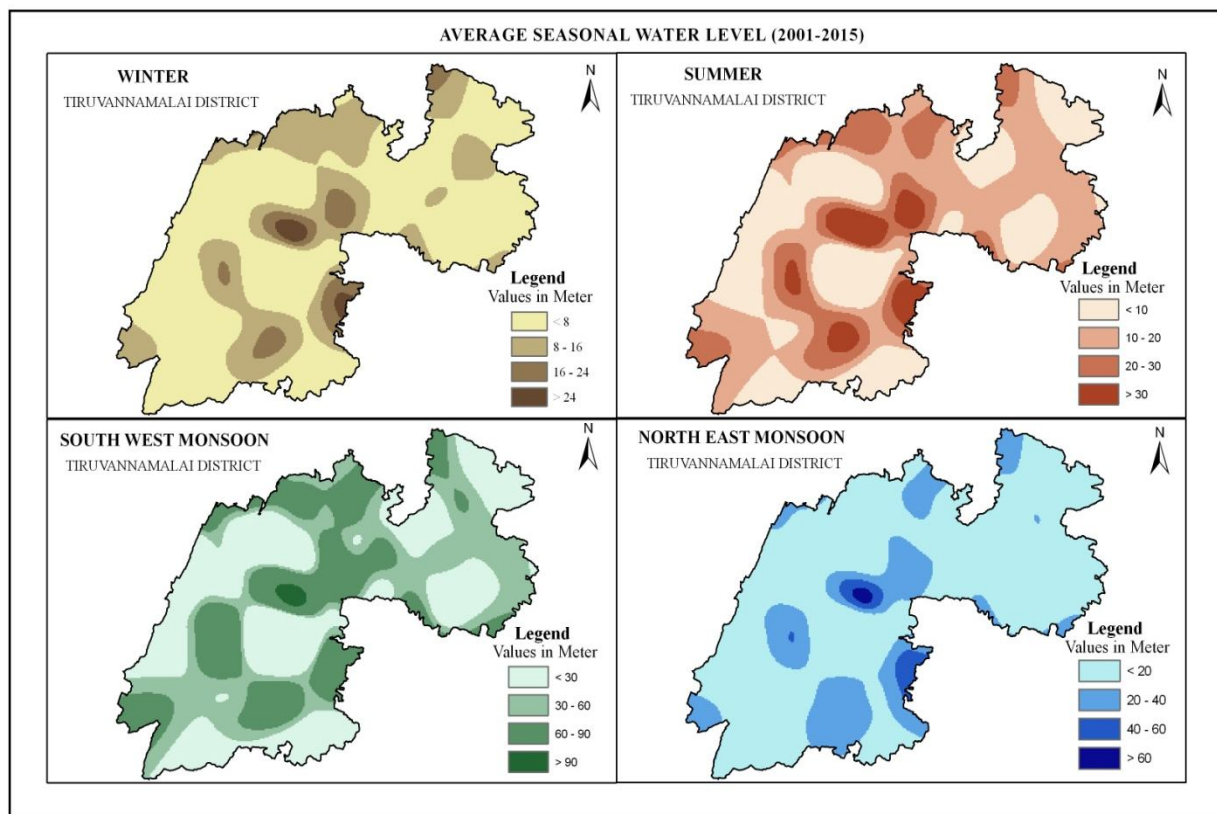 AVERAGE SEASONAL WATER LEVEL (2001-2015)
WINTER
TIRUVANNAMALAI DISTRICT
N
Legend
Values in Meter
< 8
8 - 16
16 - 24
> 24
SUMMER
TIRUVANNAMALAI DISTRICT
N
Legend
Values in Meter
< 10
10 - 20
20 - 30
> 30
SOUTH WEST MONSOON
TIRUVANNAMALAI DISTRICT
N
Legend
Values in Meter
< 30
30 - 60
60 - 90
> 90
NORTH EAST MONSOON
TIRUVANNAMALAI DISTRICT
N
Legend
Values in Meter
< 20
20 - 40
40 - 60
> 60